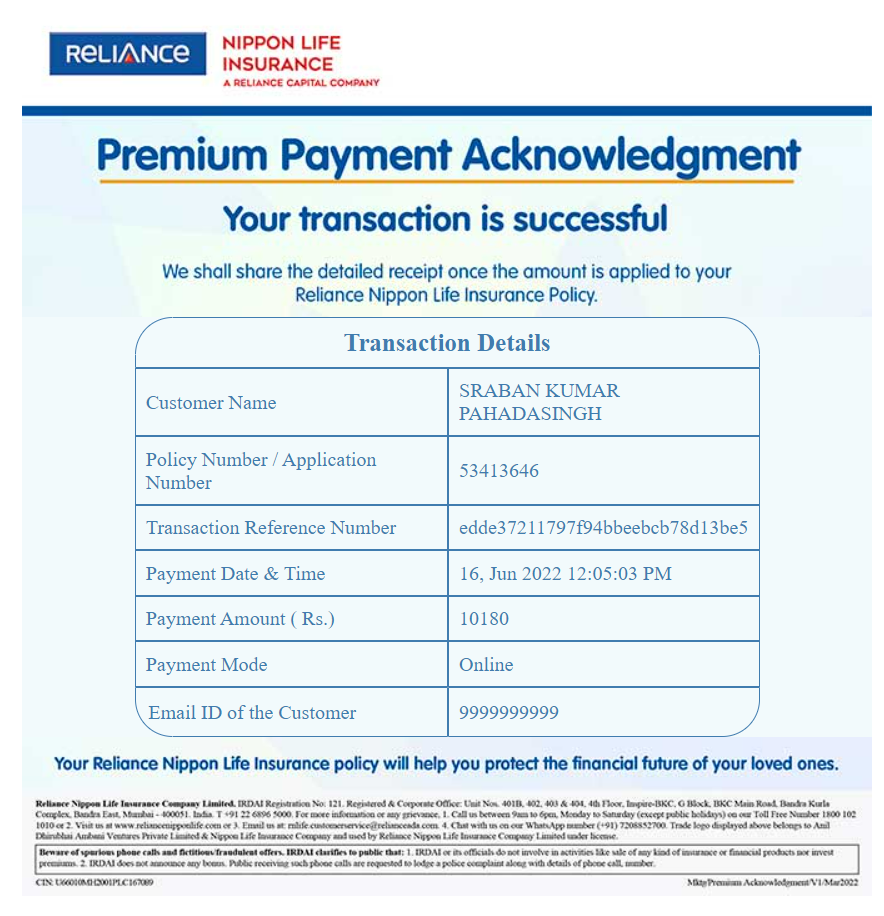 RELIANCE
NIPPON LIFE
INSURANCE
A RELIANCE CAPITAL COMPANY
Premium Payment Acknowledgment
Your transaction is successful
We shall share the detailed receipt once the amount is applied to your
Reliance Nippon Life Insurance Policy.
Transaction Details
Customer Name
SRABAN KUMAR
PAHADASINGH
Policy Number / Application
Number
53413646
Transaction Reference Number
edde37211797f94bbeebcb78d13be5
Payment Date & Time
16, Jun 2022 12:05:03 PM
Payment Amount ( Rs.)
10180
Payment Mode
Online
Email ID of the Customer
9999999999
Your Reliance Nippon Life Insurance policy will help you protect the financial future of your loved ones.
Reliance Nippon Life Insurance Company Limited. IRDAI Registration No: 121. Registered & Corporate Office: Unit Nos. 401B, 402, 403 & 404, 4th Floor, Inspire-BKC, G Block, BKC Main Road, Bandra Kurla
Complex, Bandra East, Mumbai - 400051. India. T +91 22 6896 5000. For more information or any grievance, 1. Call us between 9am to 6pm, Monday to Saturday (except public holidays) on our Toll Free Number 1800 102
1010 or 2. Visit us at www.reliancenipponlife.com or 3. Email us at: rnlife.customerservice@relianceada.com. 4. Chat with us on our WhatsApp number (+91) 7208852700. Trade logo displayed above belongs to Anil
Dhirubhai Ambani Ventures Private Limited & Nippon Life Insurance Company and used by Reliance Nippon Life Insurance Company Limited under license.
Beware of spurious phone calls and fictitious/fraudulent offers. IRDAI clarifies to public that: 1. IRDAI or its officials do not involve in activities like sale of any kind of insurance or financial products nor invest
premiums. 2. IRDAI does not announce any bonus. Public receiving such phone calls are requested to lodge a police complaint along with details of phone call, number.
CIN: U66010MH2001PLC167089
Mktg/Premium Acknowledgment/V1/Mar2022